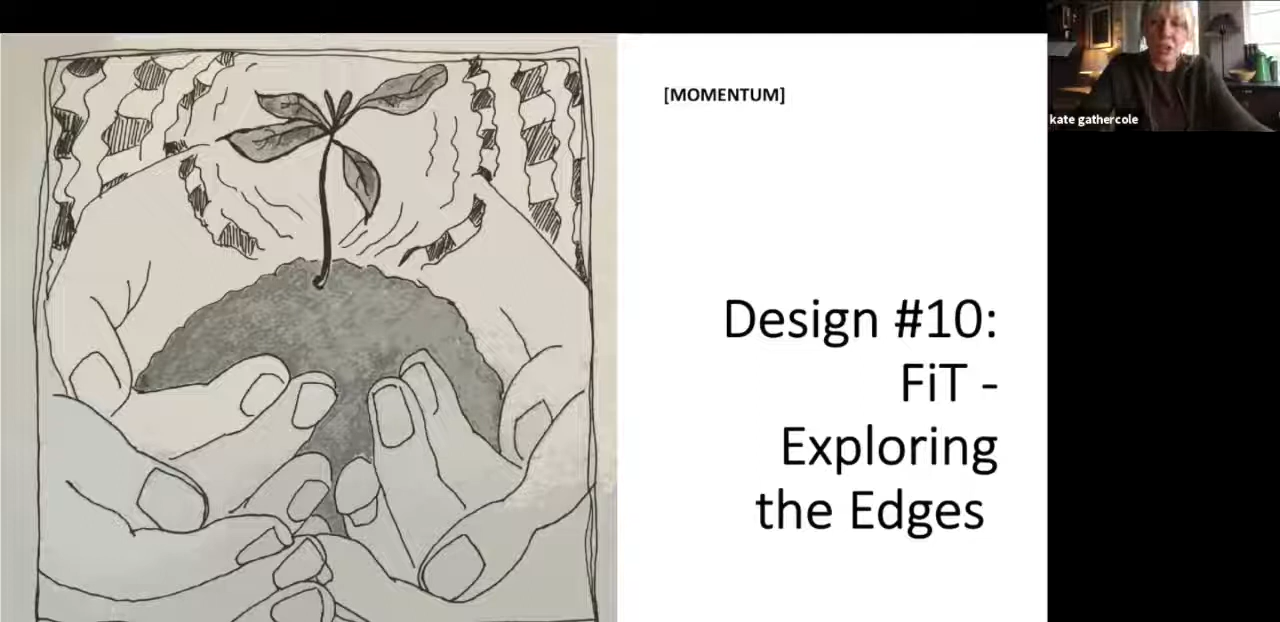 [MOMENTUM]
kate gathercole
Design #10:
FiT -
Exploring
the Edges